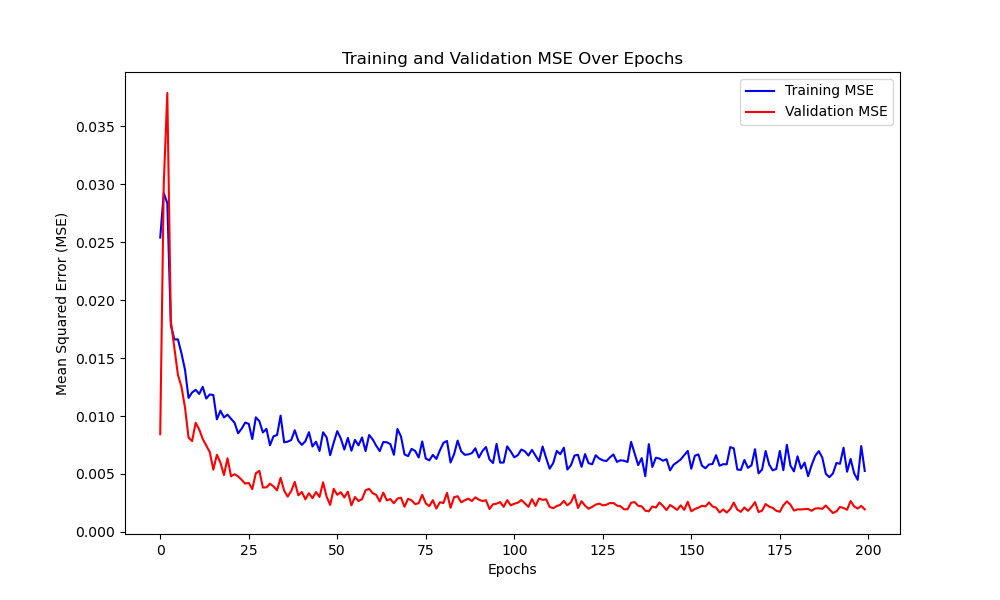 Training and Validation MSE Over Epochs
Training MSE
Validation MSE
Mean Squared Error (MSE)
0.035
0.030
0.025
0.020
0.015
0.010
0.005
0.000
0 25 50 75 100 125 150 175 200
Epochs